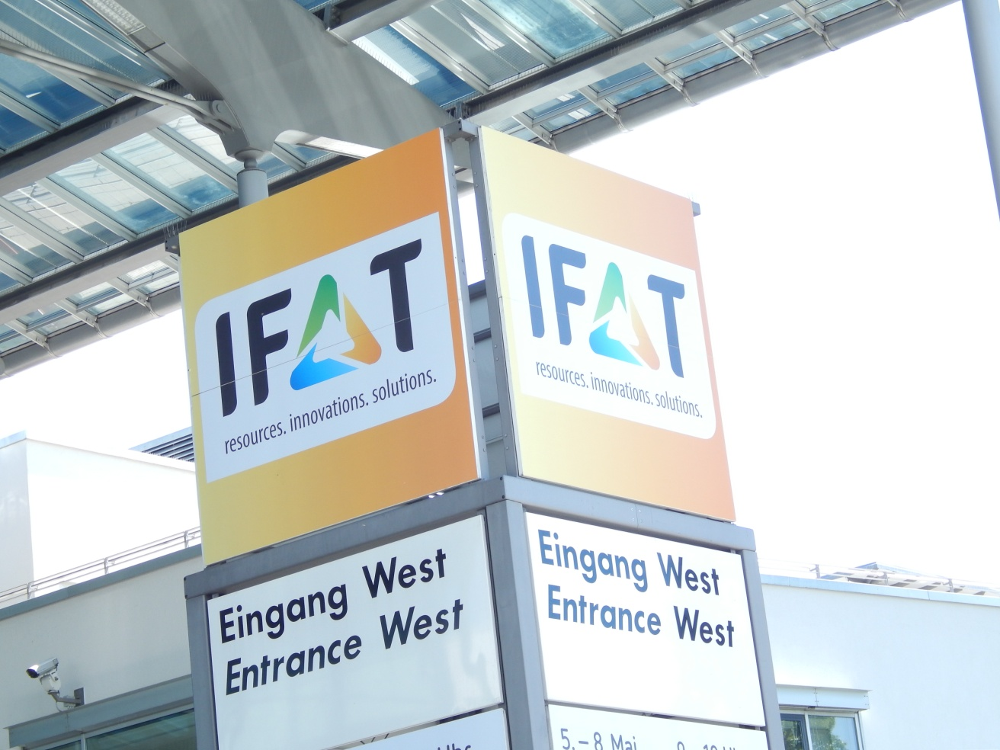 IFAT
resources. innovations. solutions.
Eingang West
Entrance West
IFAT
resources. innovations. solutions.
Eingang West
Entrance West
5. – 8. Mai